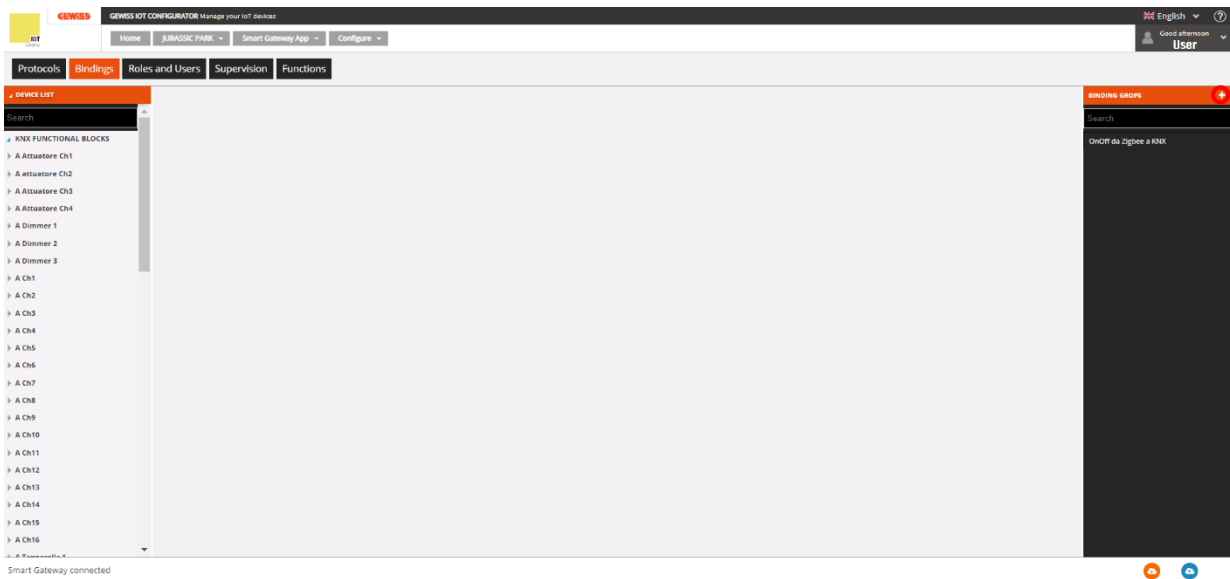 GEWISS
GEWISS IOT CONFIGURATOR Manage your IoT devices
English
IOT
Home
JURASSIC PARK
Smart Gateway App
Configure
Good afternoon
User
Protocols
Bindings
Roles and Users
Supervision
Functions
DEVICE LIST
Search
KNX FUNCTIONAL BLOCKS
A Attuatore Ch1
A attuatore Ch2
A Attuatore Ch3
A Attuatore Ch4
A Dimmer 1
A Dimmer 2
A Dimmer 3
A Ch1
A Ch2
A Ch3
A Ch4
A Ch5
A Ch6
A Ch7
A Ch8
A Ch9
A Ch10
A Ch11
A Ch12
A Ch13
A Ch14
A Ch15
A Ch16
BINDING GROPS
Search
OnOff da Zigbee a KNX
Smart Gateway connected